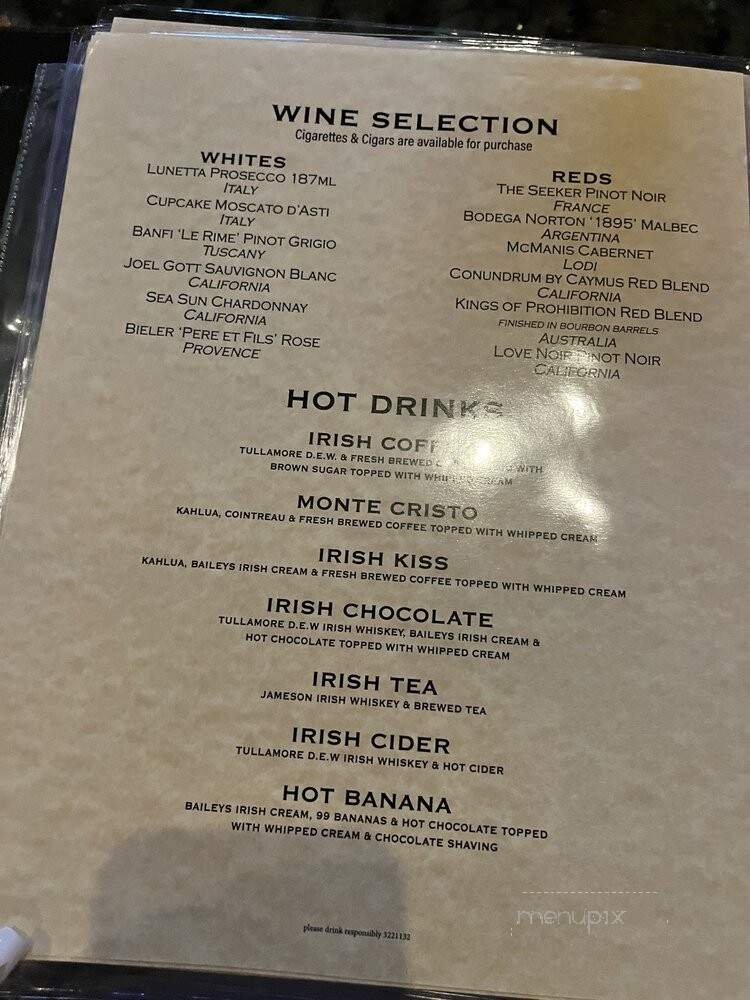 WINE SELECTION
Cigarettes & Cigars are available for purchase
WHITES
LUNETTA PROSECCO 187ML
ITALY
CUPCAKE MOSCATO D'ASTI
ITALY
BANFI 'LE RIME' PINOT GRIGIO
TUSCANY
JOEL GOTT SAUVIGNON BLANC
CALIFORNIA
SEA SUN CHARDONNAY
CALIFORNIA
BIELER 'PERE ET FILS' ROSE
PROVENCE
REDS
THE SEEKER PINOT NOIR
FRANCE
BODEGA NORTON '1895' MALBEC
ARGENTINA
MCMANIS CABERNET
LODI
CONUNDRUM BY CAYMUS RED BLEND
CALIFORNIA
KINGS OF PROHIBITION RED BLEND
FINISHED IN BOURBON BARRELS
AUSTRALIA
LOVE NOIR PINOT NOIR
CALIFORNIA
HOT DRINKS
IRISH
TULLAMORE D.E.W. & FRESH BREWED WITH
BROWN SUGAR TOPPED WITH WHIPPED CREAM
MONTE CRISTO
KAHLUA, COINTREAU & FRESH BREWED COFFEE TOPPED WITH WHIPPED CREAM
IRISH KISS
KAHLUA, BAILEYS IRISH CREAM & FRESH BREWED COFFEE TOPPED WITH WHIPPED CREAM
IRISH CHOCOLATE
TULLAMORE D.E.W IRISH WHISKEY, BAILEYS IRISH CREAM &
HOT CHOCOLATE TOPPED WITH WHIPPED CREAM
IRISH TEA
JAMESON IRISH WHISKEY & BREWED TEA
IRISH CIDER
TULLAMORE D.E.W IRISH WHISKEY & HOT CIDER
HOT BANANA
BAILEYS IRISH CREAM, 99 BANANAS & HOT CHOCOLATE TOPPED
WITH WHIPPED CREAM & CHOCOLATE SHAVING
please drink responsibly 3221132
menupix